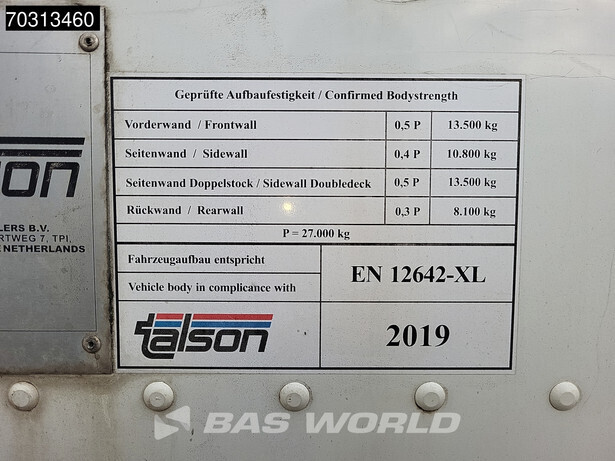 70313460
son
LERS B.V.
RTWEG 7, TPI,
E NETHERLANDS
Geprüfte Aufbaufestigkeit / Confirmed Bodystrength
Vorderwand / Frontwall 0,5 P 13.500 kg
Seitenwand / Sidewall 0,4 P 10.800 kg
Seitenwand Doppelstock / Sidewall Doubledeck 0,5 P 13.500 kg
Rückwand / Rearwall 0,3 P 8.100 kg
P = 27.000 kg
Fahrzeugaufbau entspricht
Vehicle body in complicance with
EN 12642-XL
talson
2019
BAS WORLD